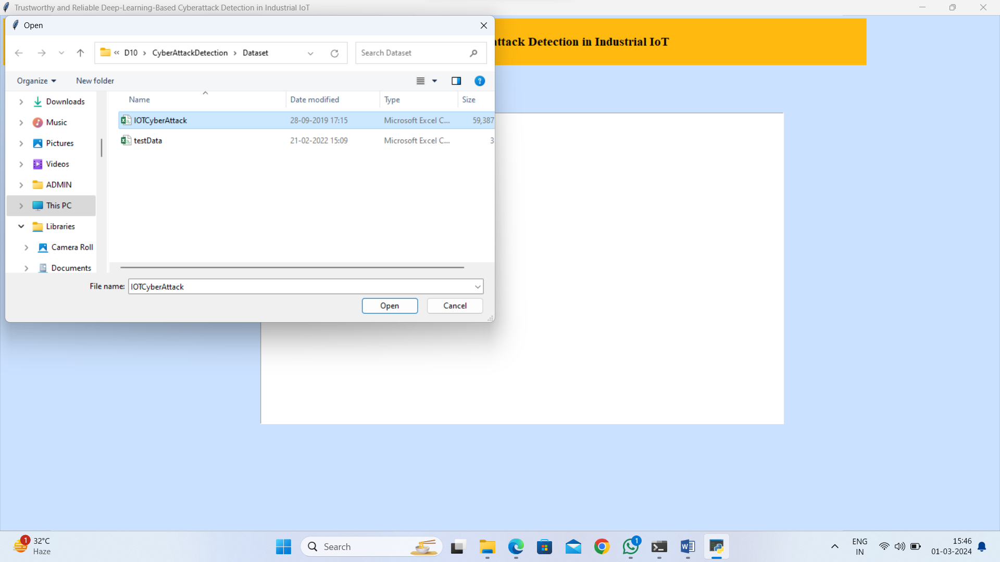 Trustworthy and Reliable Deep-Learning-Based Cyberattack Detection in Industrial IoT
Open
ttack Detection in Industrial IoT
« D10 > CyberAttackDetection > Dataset
Search Dataset
Organize
New folder
Name
Date modified
Type
Size
Downloads
IOTCyberAttack
28-09-2019 17:15
Microsoft Excel C...
59,387
Music
testData
21-02-2022 15:09
Microsoft Excel C...
3
Pictures
Videos
ADMIN
This PC
Libraries
Camera Roll
Documents
File name:
IOTCyberAttack
Open
Cancel
1
32°C
Haze
Search
1
ENG
IN
15:46
01-03-2024